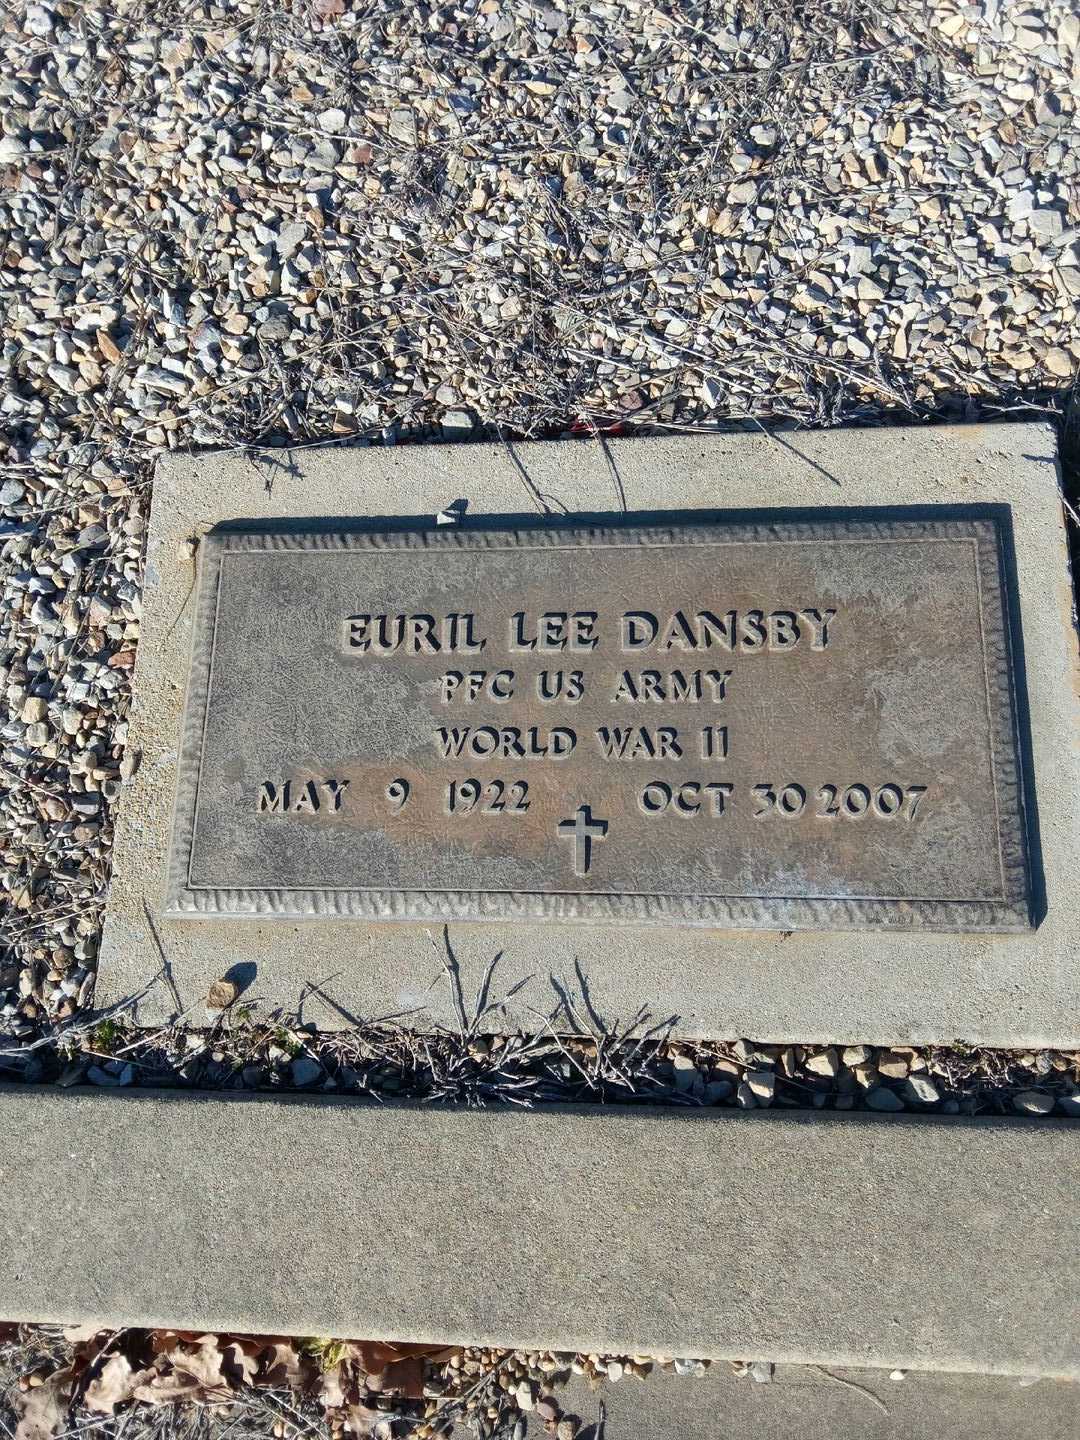 EURIL LEE DANSBY
PFC US ARMY
WORLD WAR II
MAY 9 1922 OCT 30 2007